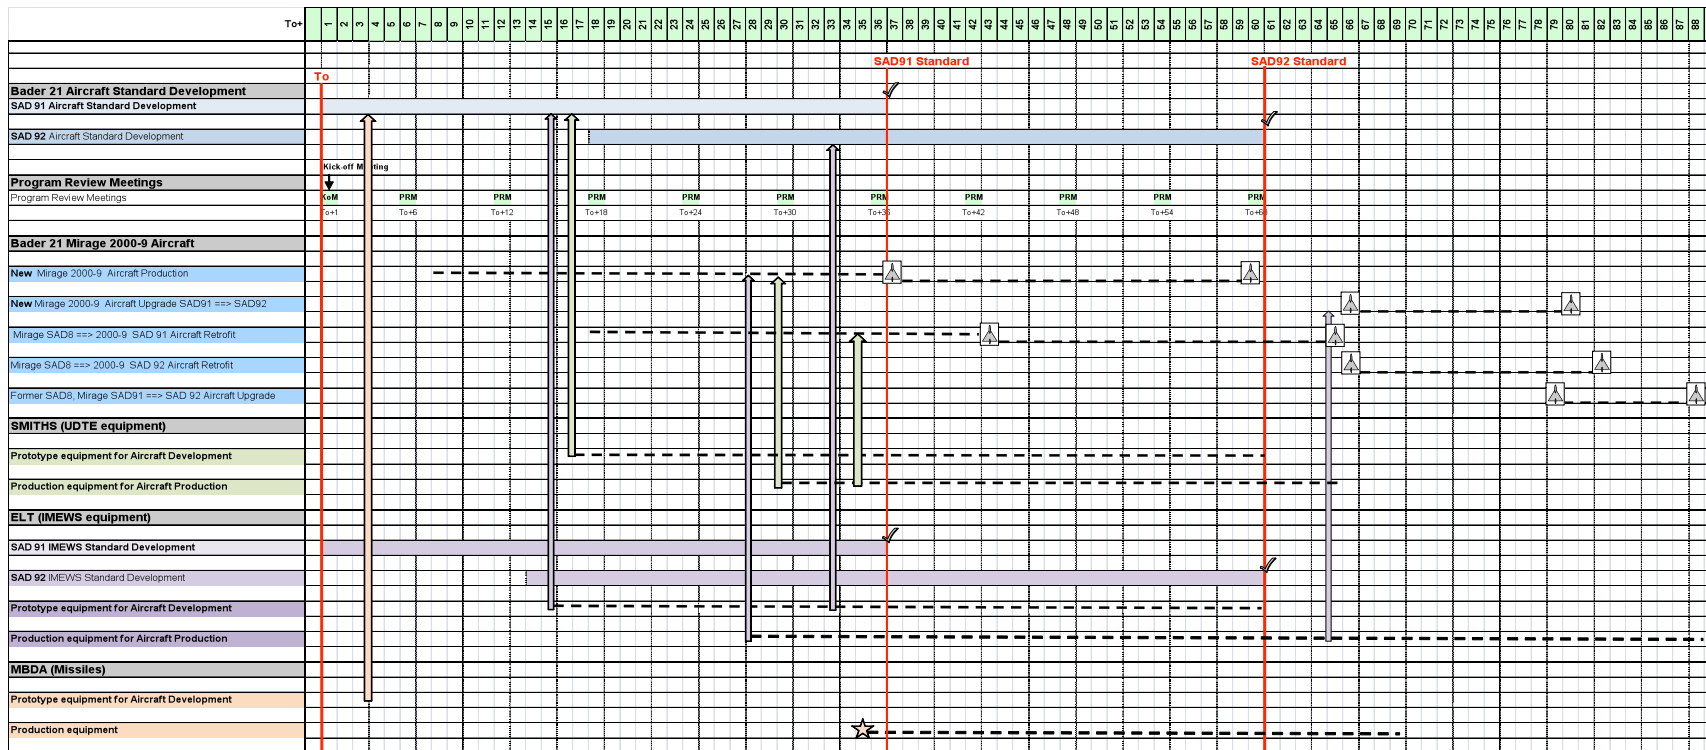 To+ 1 2 3 4 5 6 7 8 9 10 11 12 13 14 15 16 17 18 19 20 21 22 23 24 25 26 27 28 29 30 31 32 33 34 35 36 37 38 39 40 41 42 43 44 45 46 47 48 49 50 51 52 53 54 55 56 57 58 59 60 61 62 63 64 65 66 67 68 69 70 71 72 73 74 75 76 77 78 79 80 81 82 83 84 85 86 87 88
SAD91 Standard SAD92 Standard
To
Bader 21 Aircraft Standard Development
SAD 91 Aircraft Standard Development
SAD 92 Aircraft Standard Development
Kick-off Meeting
Program Review Meetings
Program Review Meetings KoM PRM PRM PRM PRM PRM PRM PRM PRM PRM PRM
To+1 To+6 To+12 To+18 To+24 To+30 To+36 To+42 To+48 To+54 To+60
Bader 21 Mirage 2000-9 Aircraft
New Mirage 2000-9 Aircraft Production
New Mirage 2000-9 Aircraft Upgrade SAD91 ==> SAD92
Mirage SAD8 ==> 2000-9 SAD 91 Aircraft Retrofit
Mirage SAD8 ==> 2000-9 SAD 92 Aircraft Retrofit
Former SAD8, Mirage SAD91 ==> SAD 92 Aircraft Upgrade
SMITHS (UDTE equipment)
Prototype equipment for Aircraft Development
Production equipment for Aircraft Production
ELT (IMEWS equipment)
SAD 91 IMEWS Standard Development
SAD 92 IMEWS Standard Development
Prototype equipment for Aircraft Development
Production equipment for Aircraft Production
MBDA (Missiles)
Prototype equipment for Aircraft Development
Production equipment